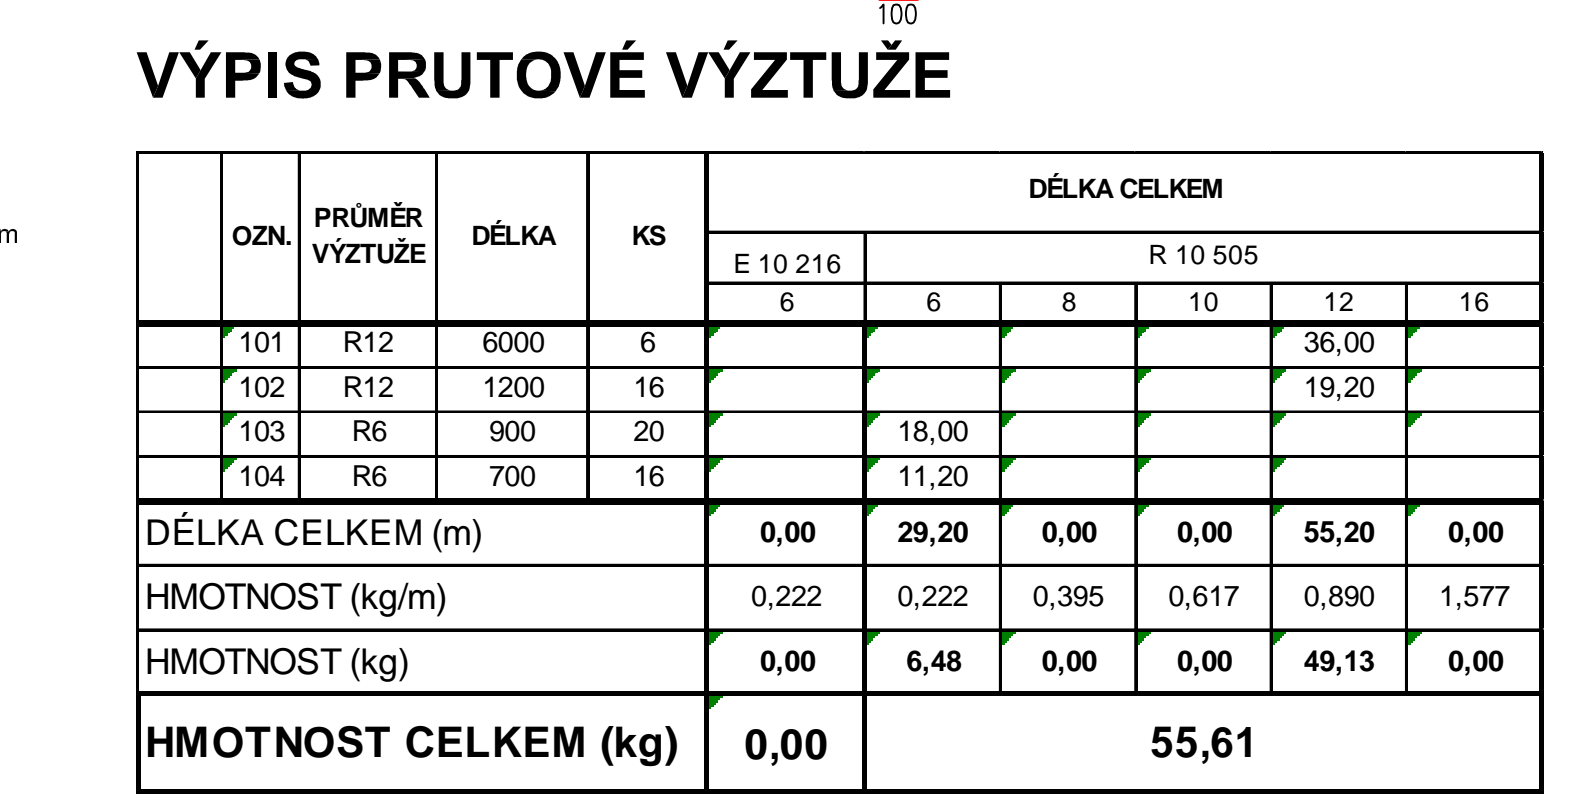 100
VÝPIS PRUTOVÉ VÝZTUŽE
m
OZN. PRŮMĚR VÝZTUŽE DÉLKA KS DÉLKA CELKEM
E 10 216 R 10 505
6 6 8 10 12 16
101 R12 6000 6 36,00
102 R12 1200 16 19,20
103 R6 900 20 18,00
104 R6 700 16 11,20
DÉLKA CELKEM (m) 0,00 29,20 0,00 0,00 55,20 0,00
HMOTNOST (kg/m) 0,222 0,222 0,395 0,617 0,890 1,577
HMOTNOST (kg) 0,00 6,48 0,00 0,00 49,13 0,00
HMOTNOST CELKEM (kg) 0,00 55,61